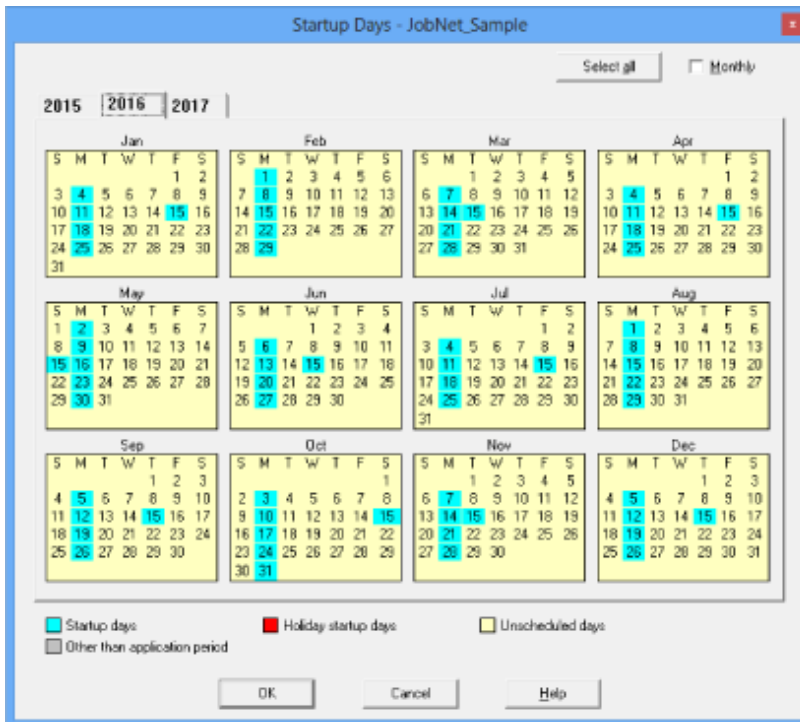 Startup Days - JobNet_Sample
x
Select all Monthly
2015 2016 2017
Jan Feb Mar Apr
S M T W T F S S M T W T F S S M T W T F S S M T W T F S
1 2 1 2 3 4 5 6 1 2 3 4 5 1 2
3 4 5 6 7 8 9 7 8 9 10 11 12 13 6 7 8 9 10 11 12 3 4 5 6 7 8 9
10 11 12 13 14 15 16 14 15 16 17 18 19 20 13 14 15 16 17 18 19 10 11 12 13 14 15 16
17 18 19 20 21 22 23 21 22 23 24 25 26 27 20 21 22 23 24 25 26 17 18 19 20 21 22 23
24 25 26 27 28 29 30 28 29 27 28 29 30 31 24 25 26 27 28 29 30
31
May Jun Jul Aug
S M T W T F S S M T W T F S S M T W T F S S M T W T F S
1 2 3 4 5 6 7 1 2 3 4 1 2 1 2 3 4 5 6
8 9 10 11 12 13 14 5 6 7 8 9 10 11 3 4 5 6 7 8 9 7 8 9 10 11 12 13
15 16 17 18 19 20 21 12 13 14 15 16 17 18 10 11 12 13 14 15 16 14 15 16 17 18 19 20
22 23 24 25 26 27 28 19 20 21 22 23 24 25 17 18 19 20 21 22 23 21 22 23 24 25 26 27
29 30 31 26 27 28 29 30 24 25 26 27 28 29 30 28 29 30 31
31
Sep Oct Nov Dec
S M T W T F S S M T W T F S S M T W T F S S M T W T F S
1 2 3 1 1 2 3 4 5 1 2 3
4 5 6 7 8 9 10 2 3 4 5 6 7 8 6 7 8 9 10 11 12 4 5 6 7 8 9 10
11 12 13 14 15 16 17 9 10 11 12 13 14 15 13 14 15 16 17 18 19 11 12 13 14 15 16 17
18 19 20 21 22 23 24 16 17 18 19 20 21 22 20 21 22 23 24 25 26 18 19 20 21 22 23 24
25 26 27 28 29 30 23 24 25 26 27 28 29 27 28 29 30 25 26 27 28 29 30 31
30 31
Startup days Holiday startup days Unscheduled days
Other than application period
OK Cancel Help